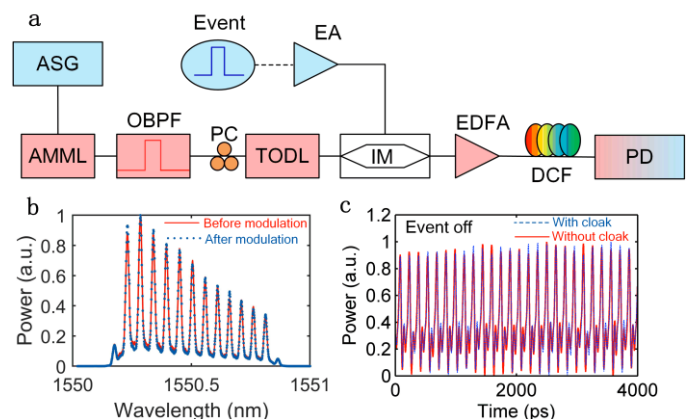 a
Event
EA
ASG
OBPF
PC
EDFA
AMML
TODL
IM
DCF
PD
b
Before modulation
After modulation
Power (a.u.)
1
0.8
0.6
0.4
0.2
0
1550
1550.5
1551
Wavelength (nm)
c
Event off
With cloak
Without cloak
Power (a.u.)
1.2
1
0.8
0.6
0.4
0.2
0
0
2000
4000
Time (ps)